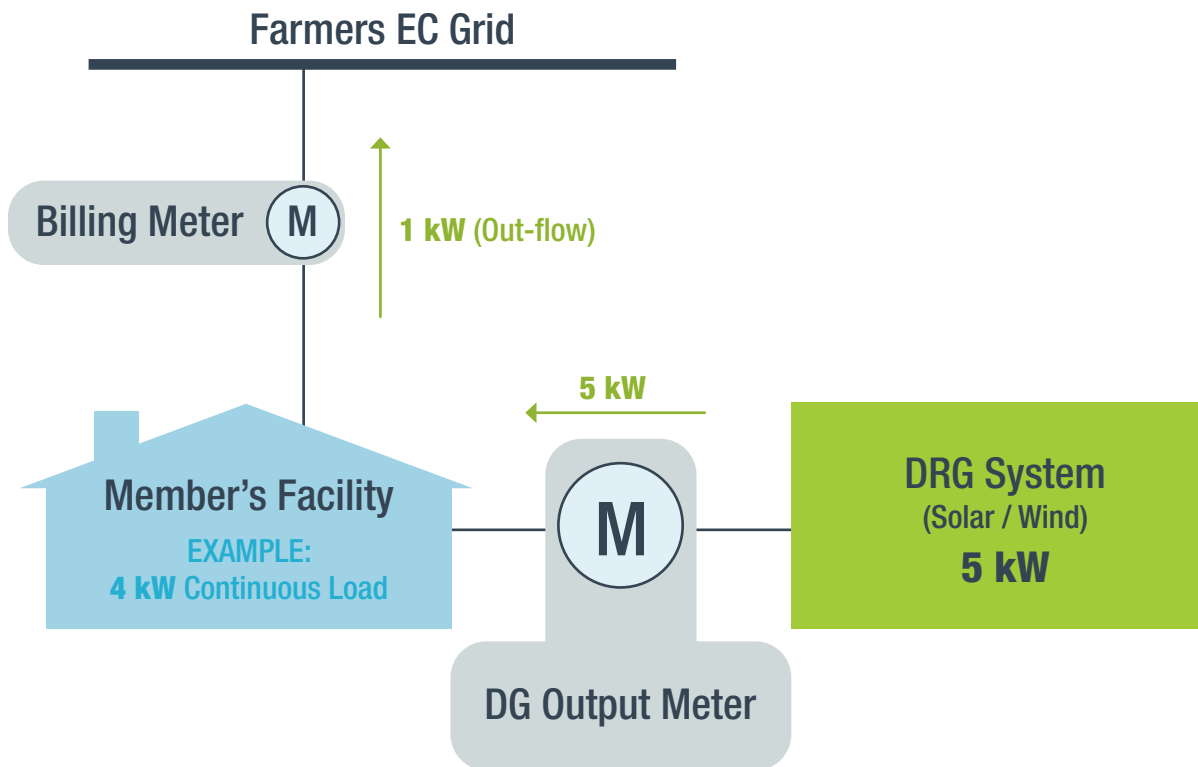 Farmers EC Grid
Billing Meter
M
1 kW (Out-flow)
5 kW
Member’s Facility
EXAMPLE:
4 kW Continuous Load
M
DRG System
(Solar / Wind)
5 kW
DG Output Meter